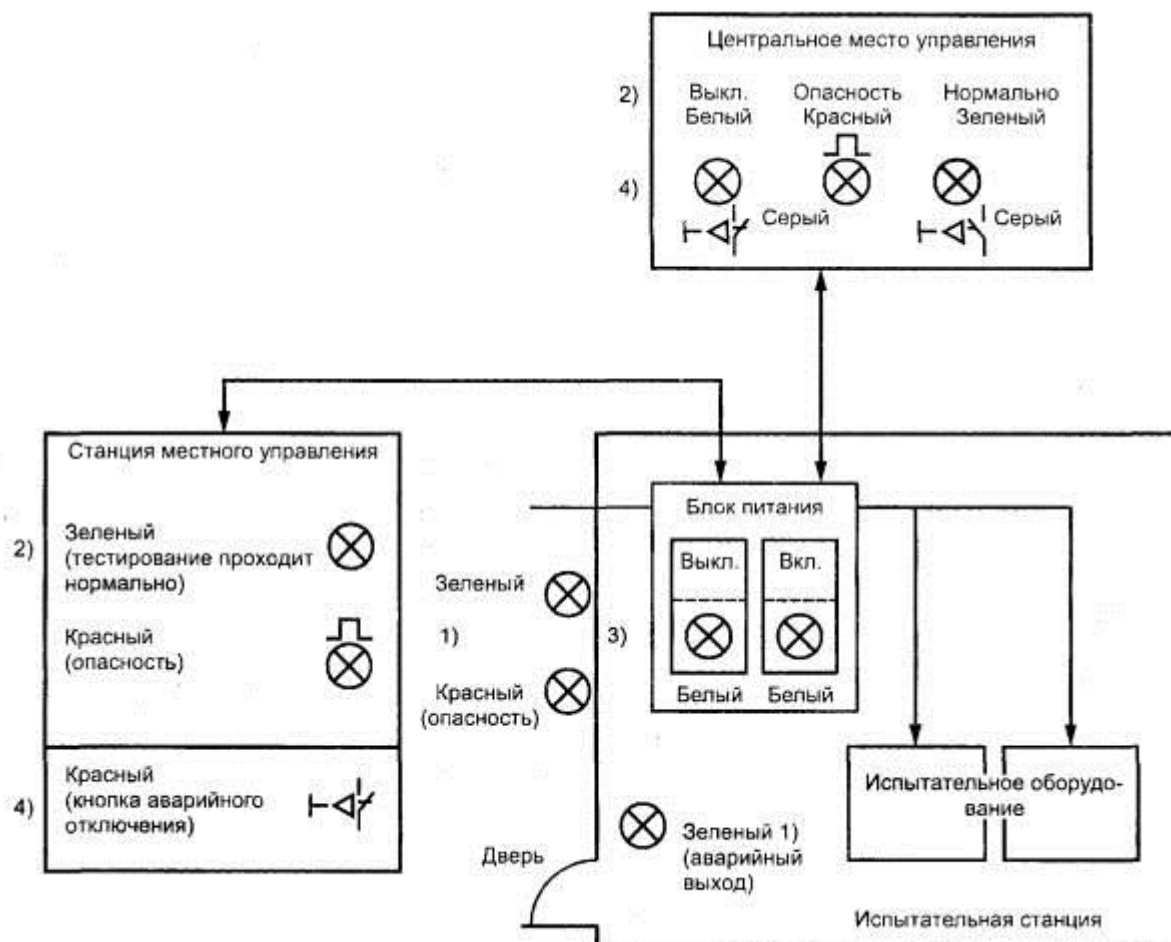 Центральное место управления
2)
Выкл.
Белый
Опасность
Красный
Нормально
Зеленый
4)
Серый
Серый
Станция местного управления
2)
Зеленый
(тестирование проходит
нормально)
Красный
(опасность)
4)
Красный
(кнопка аварийного
отключения)
Зеленый
1)
Красный
(опасность)
3)
Блок питания
Выкл.
Вкл.
Белый
Белый
Испытательное оборудо-
вание
Зеленый 1)
(аварийный
выход)
Дверь
Испытательная станция